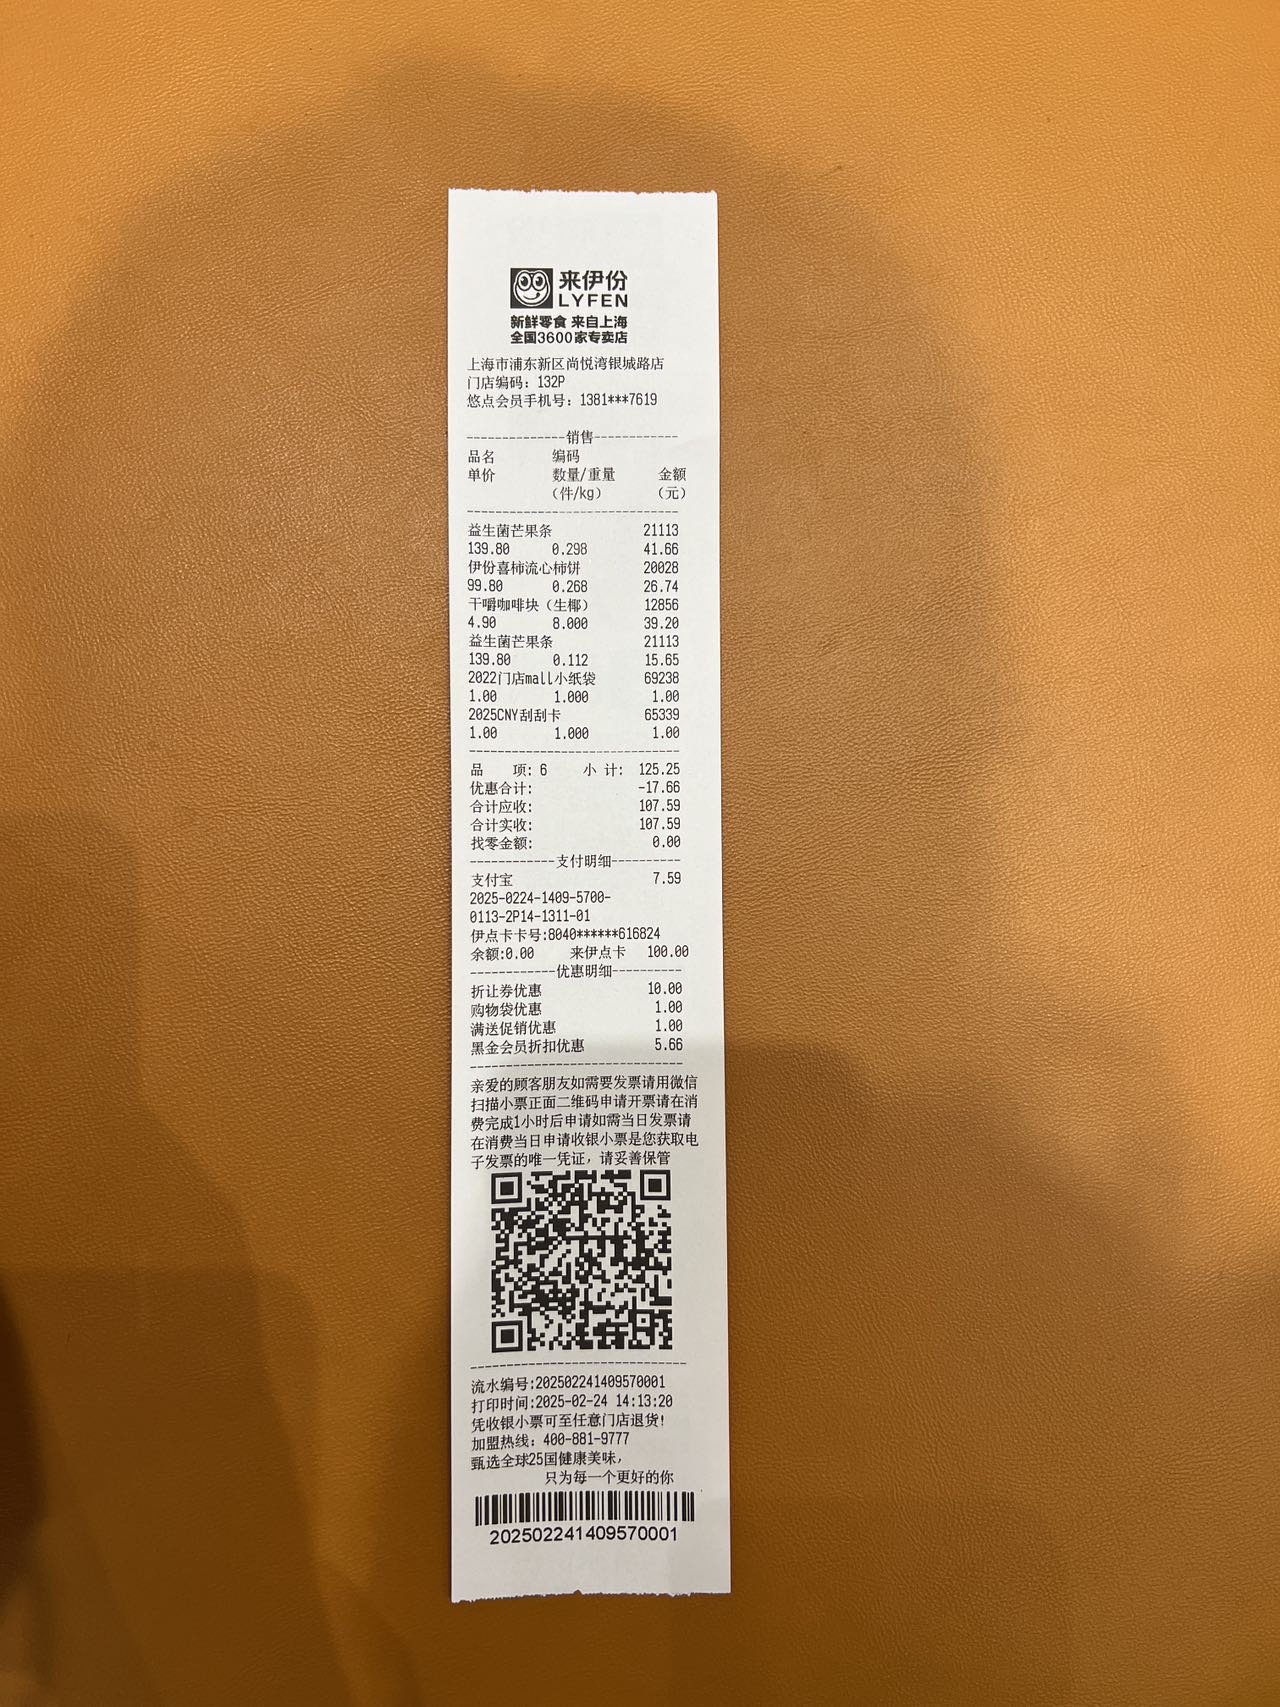 来伊份
LYFEN
新鲜零食 来自上海
全国3600家专卖店
上海市浦东新区尚悦湾银城路店
门店编码: 132P
悠点会员手机号: 1381***7619
--------------销售------------
品名 编码
单价 数量/重量 金额
(件/kg) (元)
------------------------------
益生菌芒果条 21113
139.80 0.298 41.66
伊份喜柿流心柿饼 20028
99.80 0.268 26.74
干嚼咖啡块（生椰） 12856
4.90 8.000 39.20
益生菌芒果条 21113
139.80 0.112 15.65
2022门店mall小纸袋 69238
1.00 1.000 1.00
2025CNY刮刮卡 65339
1.00 1.000 1.00
------------------------------
品 项: 6 小 计: 125.25
优惠合计: -17.66
合计应收: 107.59
合计实收: 107.59
找零金额: 0.00
------------支付明细----------
支付宝 7.59
2025-0224-1409-5700-
0113-2P14-1311-01
伊点卡卡号:8040******616824
余额:0.00 来伊点卡 100.00
------------优惠明细----------
折让券优惠 10.00
购物袋优惠 1.00
满送促销优惠 1.00
黑金会员折扣优惠 5.66
------------------------------
亲爱的顾客朋友如需要发票请用微信
扫描小票正面二维码申请开票请在消
费完成1小时后申请如需当日发票请
在消费当日申请收银小票是您获取电
子发票的唯一凭证，请妥善保管
------------------------------
流水编号:202502241409570001
打印时间:2025-02-24 14:13:20
凭收银小票可至任意门店退货!
加盟热线: 400-881-9777
甄选全球25国健康美味,
只为每一个更好的你
202502241409570001